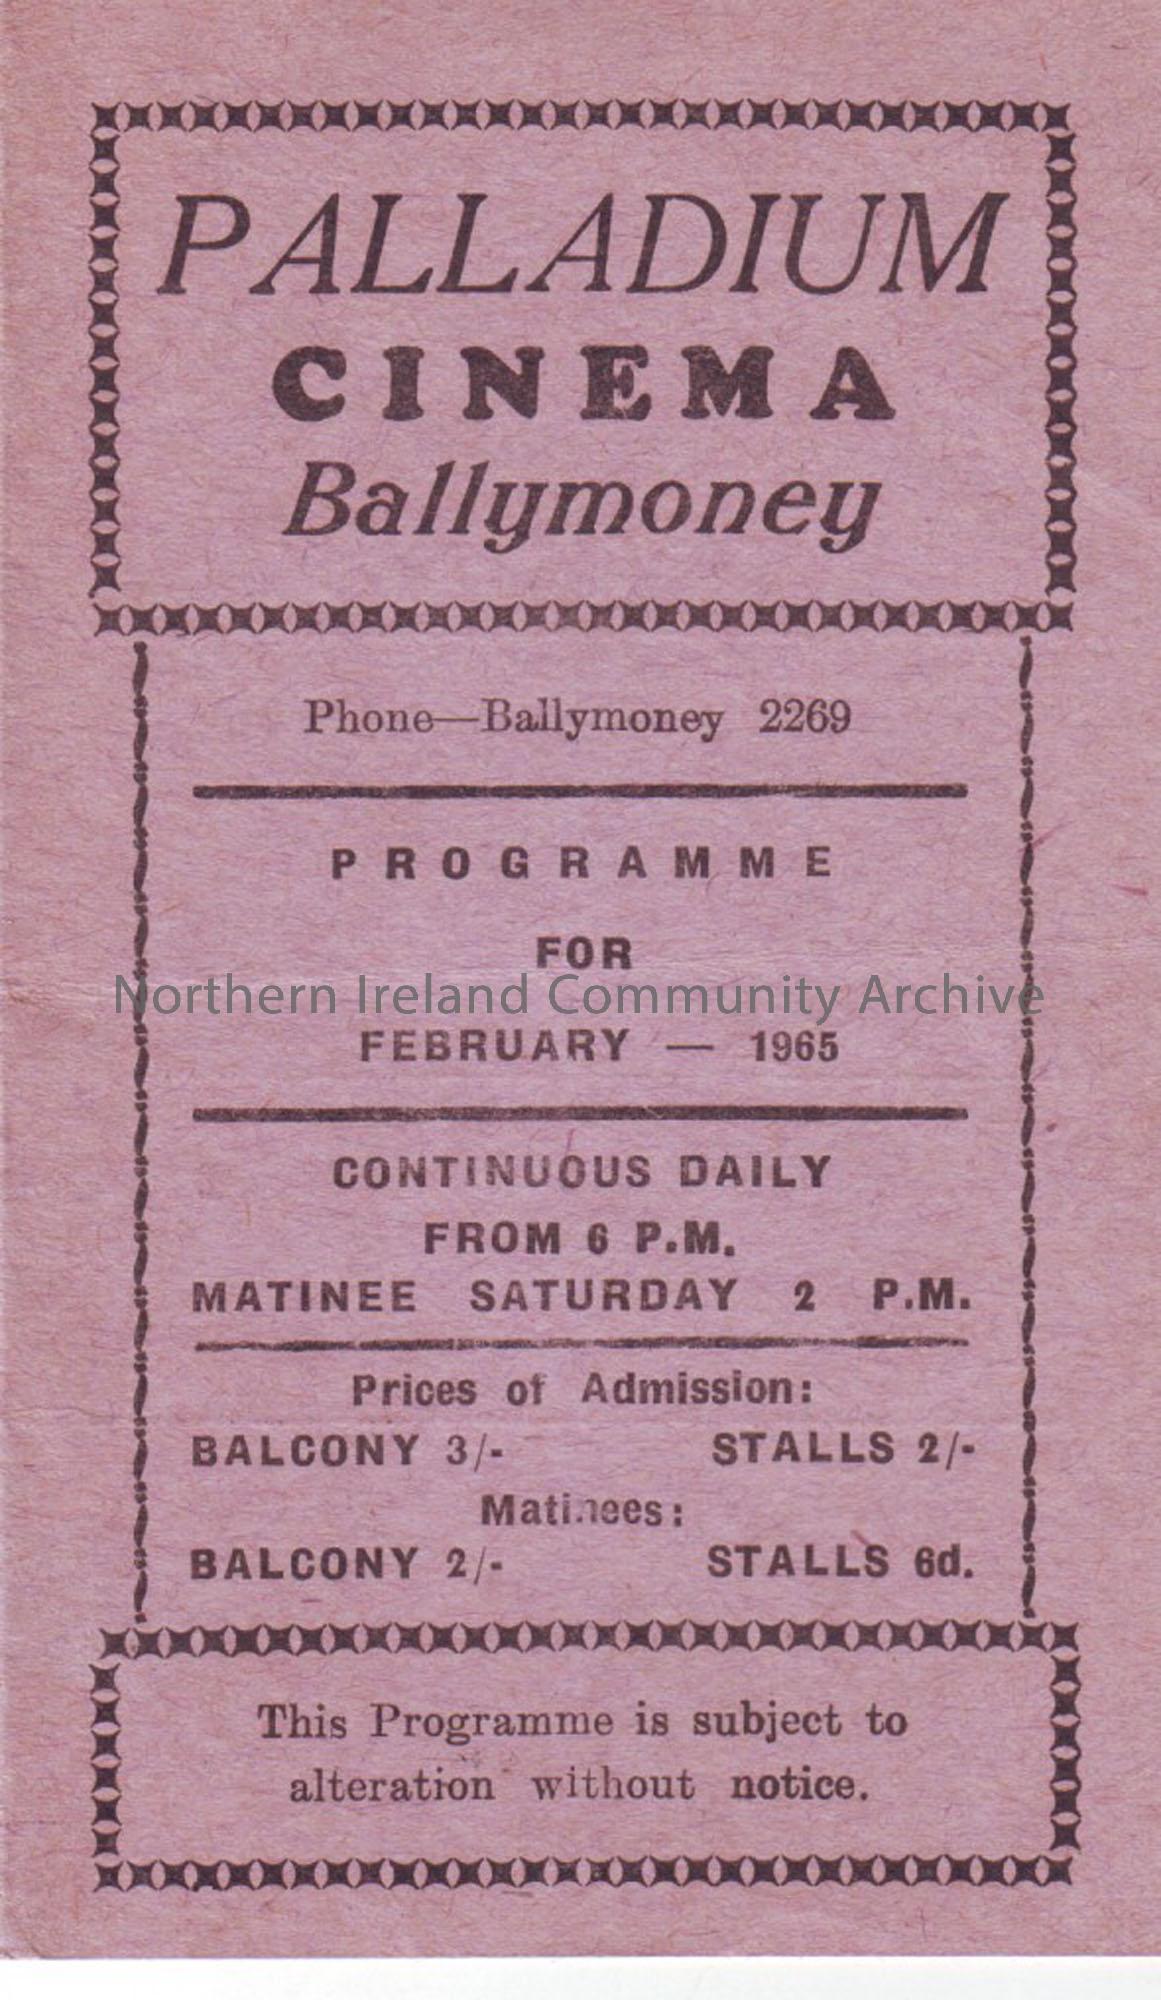 PALLADIUM
CINEMA
Ballymoney
Phone—Ballymoney 2269
PROGRAMME
FOR
Northern Ireland Community Archive
FEBRUARY — 1965
CONTINUOUS DAILY
FROM 6 P.M.
MATINEE SATURDAY 2 P.M.
Prices of Admission:
BALCONY 3/- STALLS 2/-
Matinees:
BALCONY 2/- STALLS 6d.
This Programme is subject to
alteration without notice.